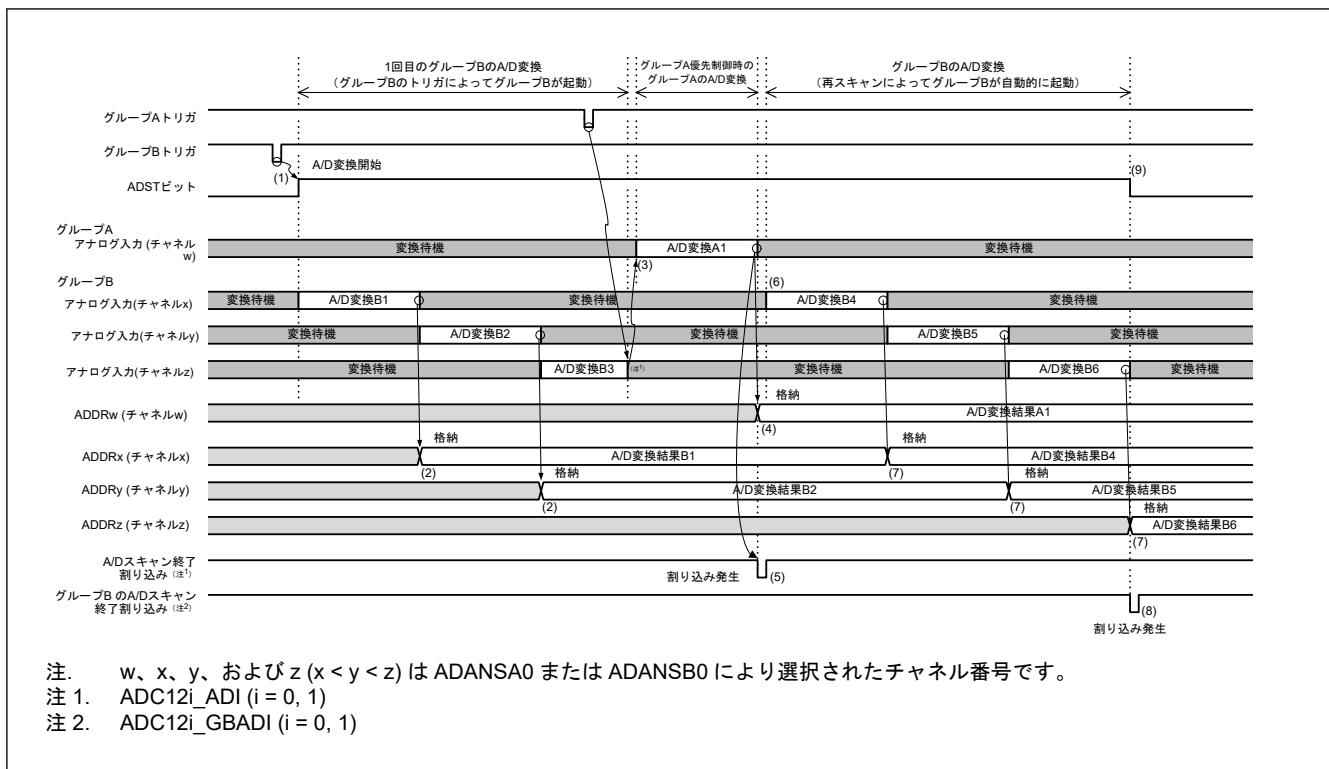 1回目のグループBのA/D変換
(グループBのトリガによってグループBが起動)
グループA優先制御時の
グループAのA/D変換
グループBのA/D変換
(再スキャンによってグループBが自動的に起動)
グループAトリガ
グループBトリガ
(1)
A/D変換開始
ADSTビット
(9)
グループA
アナログ入力 (チャネル
w)
変換待機
A/D変換A1
変換待機
(3)
グループB
(6)
アナログ入力(チャネルx)
変換待機
A/D変換B1
変換待機
A/D変換B4
変換待機
アナログ入力(チャネルy)
変換待機
A/D変換B2
変換待機
A/D変換B5
変換待機
アナログ入力(チャネルz)
変換待機
A/D変換B3
(注1)
変換待機
A/D変換B6
変換待機
格納
ADDRw (チャネルw)
A/D変換結果A1
(4)
格納
格納
ADDRx (チャネルx)
A/D変換結果B1
A/D変換結果B4
(2)
(7)
格納
格納
ADDRy (チャネルy)
A/D変換結果B2
A/D変換結果B5
(2)
(7)
格納
ADDRz (チャネルz)
A/D変換結果B6
(7)
A/Dスキャン終了
割り込み (注1)
割り込み発生
(5)
グループB のA/Dスキャン
終了割り込み (注2)
(8)
割り込み発生
注. w、x、y、および z (x < y < z) は ADANSA0 または ADANSB0 により選択されたチャネル番号です。
注 1. ADC12i_ADI (i = 0, 1)
注 2. ADC12i_GBADI (i = 0, 1)